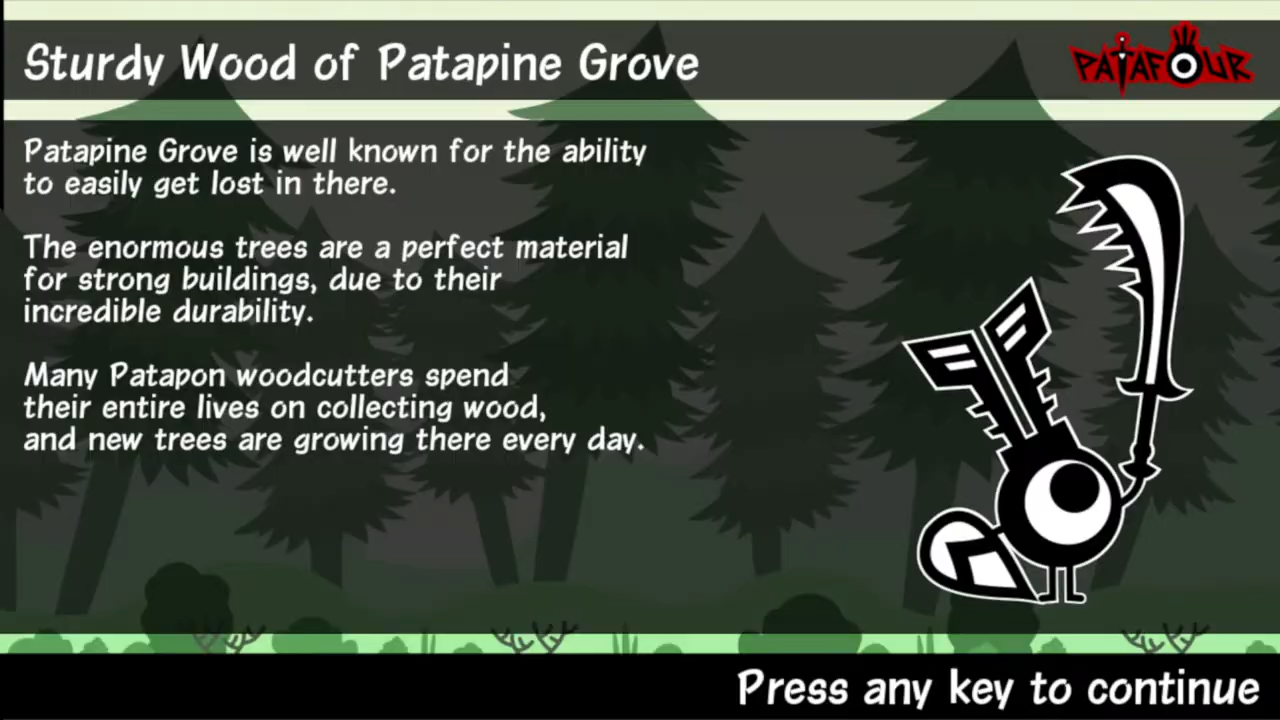 Sturdy Wood of Patapine Grove
PATAFOUR
Patapine Grove is well known for the ability
to easily get lost in there.
The enormous trees are a perfect material
for strong buildings, due to their
incredible durability.
Many Patapon woodcutters spend
their entire lives on collecting wood,
and new trees are growing there every day.
Press any key to continue